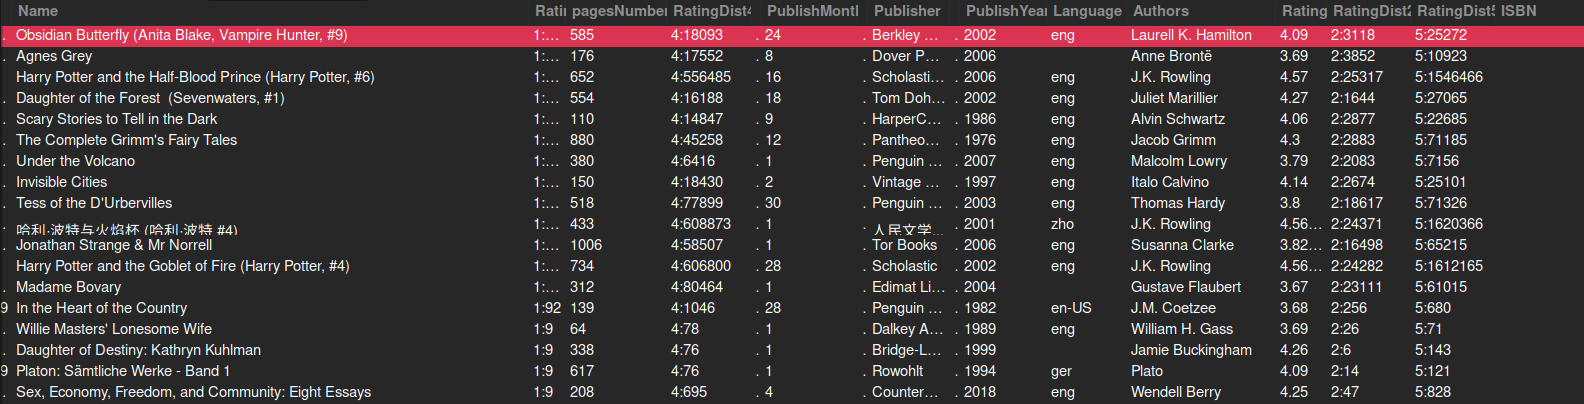 Name Ratin pagesNumber RatingDist4 PublishMonth Publisher PublishYear Language Authors Rating RatingDist2 RatingDist5 ISBN
. Obsidian Butterfly (Anita Blake, Vampire Hunter, #9) 1:... 585 4:18093 . 24 . Berkley ... . 2002 eng Laurell K. Hamilton 4.09 2:3118 5:25272
. Agnes Grey 1:... 176 4:17552 . 8 . Dover P... . 2006 Anne Brontë 3.69 2:3852 5:10923
Harry Potter and the Half-Blood Prince (Harry Potter, #6) 1:... 652 4:556485 . 16 . Scholasti... . 2006 eng J.K. Rowling 4.57 2:25317 5:1546466
. Daughter of the Forest (Sevenwaters, #1) 1:... 554 4:16188 . 18 . Tom Doh... . 2002 eng Juliet Marillier 4.27 2:1644 5:27065
. Scary Stories to Tell in the Dark 1:... 110 4:14847 . 9 . HarperC... . 1986 eng Alvin Schwartz 4.06 2:2877 5:22685
. The Complete Grimm's Fairy Tales 1:... 880 4:45258 . 12 . Pantheo... . 1976 eng Jacob Grimm 4.3 2:2883 5:71185
. Under the Volcano 1:... 380 4:6416 . 1 . Penguin ... . 2007 eng Malcolm Lowry 3.79 2:2083 5:7156
. Invisible Cities 1:... 150 4:18430 . 2 . Vintage ... . 1997 eng Italo Calvino 4.14 2:2674 5:25101
. Tess of the D'Urbervilles 1:... 518 4:77899 . 30 . Penguin ... . 2003 eng Thomas Hardy 3.8 2:18617 5:71326
哈利·波特与火焰杯 (哈利·波特 #4) 1:... 433 4:608873 . 1 . 人民文学... . 2001 zho J.K. Rowling 4.56... 2:24371 5:1620366
. Jonathan Strange & Mr Norrell 1:... 1006 4:58507 . 1 . Tor Books . 2006 eng Susanna Clarke 3.82... 2:16498 5:65215
Harry Potter and the Goblet of Fire (Harry Potter, #4) 1:... 734 4:606800 . 28 . Scholastic . 2002 eng J.K. Rowling 4.56... 2:24282 5:1612165
. Madame Bovary 1:... 312 4:80464 . 1 . Edimat Li... . 2004 Gustave Flaubert 3.67 2:23111 5:61015
9 In the Heart of the Country 1:92 139 4:1046 . 28 . Penguin ... . 1982 en-US J.M. Coetzee 3.68 2:256 5:680
. Willie Masters' Lonesome Wife 1:9 64 4:78 . 1 . Dalkey A... . 1989 eng William H. Gass 3.69 2:26 5:71
. Daughter of Destiny: Kathryn Kuhlman 1:9 338 4:76 . 1 . Bridge-L... . 1999 Jamie Buckingham 4.26 2:6 5:143
9 Platon: Sämtliche Werke - Band 1 1:9 617 4:76 . 1 . Rowohlt . 1994 ger Plato 4.09 2:14 5:121
. Sex, Economy, Freedom, and Community: Eight Essays 1:9 208 4:695 . 4 . Counter... . 2018 eng Wendell Berry 4.25 2:47 5:828